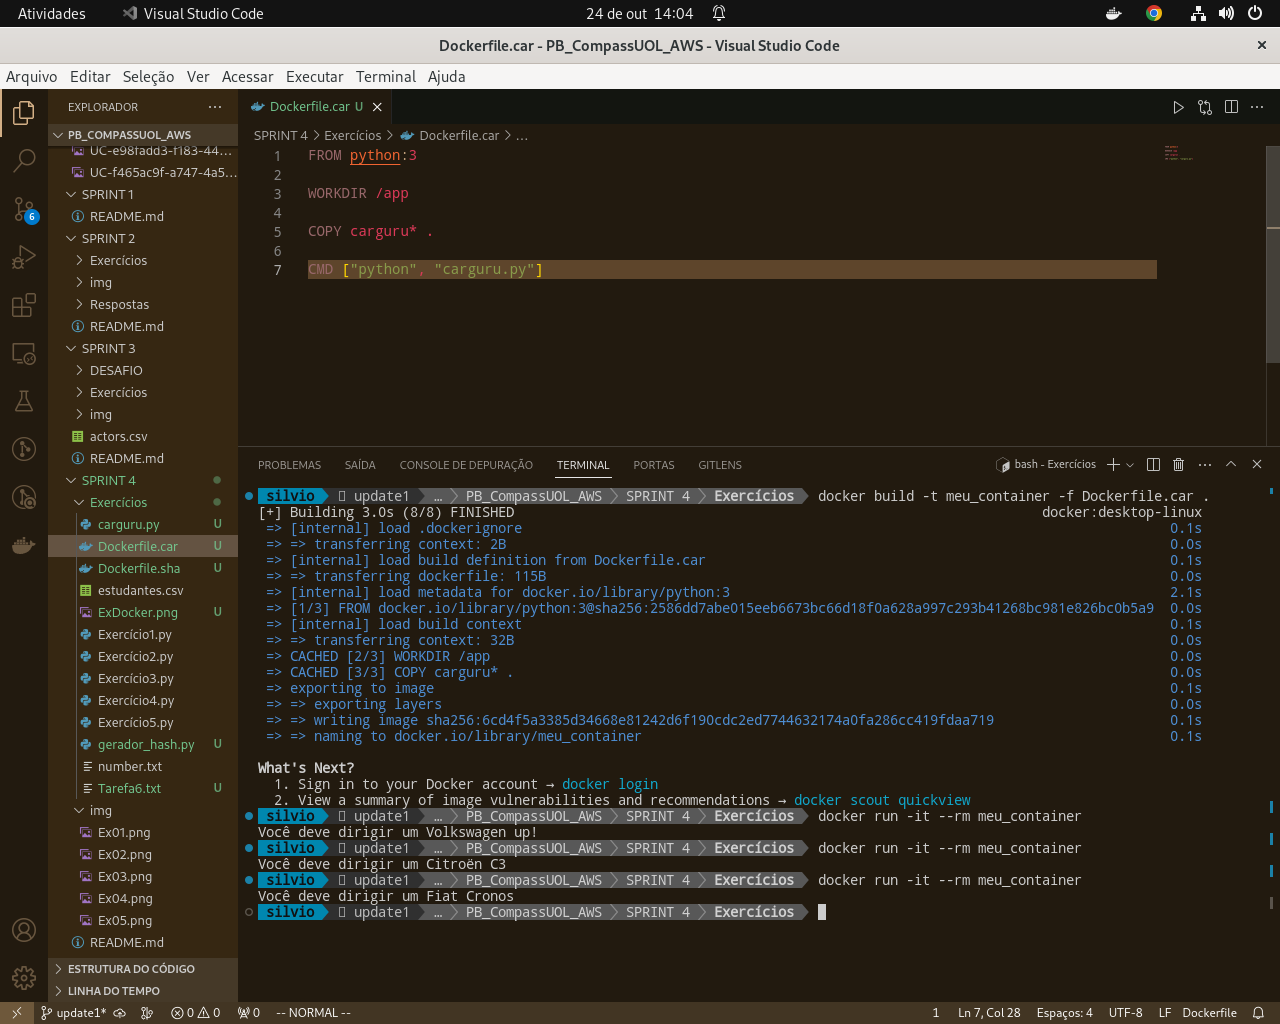 Atividades Visual Studio Code 24 de out 14:04
Dockerfile.car - PB_CompassUOL_AWS - Visual Studio Code ×
Arquivo Editar Seleção Ver Acessar Executar Terminal Ajuda
EXPLORADOR ···
PB_COMPASSUOL_AWS
UC-e98fadd3-f183-44...
UC-f465ac9f-a747-4a5...
SPRINT 1
README.md
SPRINT 2
Exercícios
img
Respostas
README.md
SPRINT 3
DESAFIO
Exercícios
img
actors.csv
README.md
SPRINT 4
Exercícios
carguru.py U
Dockerfile.car U
Dockerfile.sha U
estudantes.csv
ExDocker.png U
Exercício1.py
Exercício2.py
Exercício3.py
Exercício4.py
Exercício5.py
gerador_hash.py U
number.txt
Tarefa6.txt U
img
Ex01.png
Ex02.png
Ex03.png
Ex04.png
Ex05.png
README.md
ESTRUTURA DO CÓDIGO
LINHA DO TEMPO
6
Dockerfile.car U ×
SPRINT 4 > Exercícios > Dockerfile.car > ...
1 FROM python:3
2
3 WORKDIR /app
4
5 COPY carguru* .
6
7 CMD ["python", "carguru.py"]
PROBLEMAS SAÍDA CONSOLE DE DEPURAÇÃO TERMINAL PORTAS GITLENS bash - Exercícios
silvio update1 … PB_CompassUOL_AWS SPRINT 4 Exercícios docker build -t meu_container -f Dockerfile.car .
[+] Building 3.0s (8/8) FINISHED docker:desktop-linux
=> [internal] load .dockerignore 0.1s
=> => transferring context: 2B 0.0s
=> [internal] load build definition from Dockerfile.car 0.1s
=> => transferring dockerfile: 115B 0.0s
=> [internal] load metadata for docker.io/library/python:3 2.1s
=> [1/3] FROM docker.io/library/python:3@sha256:2586dd7abe015eeb6673bc66d18f0a628a997c293b41268bc981e826bc0b5a9 0.0s
=> [internal] load build context 0.1s
=> => transferring context: 32B 0.0s
=> CACHED [2/3] WORKDIR /app 0.0s
=> CACHED [3/3] COPY carguru* . 0.0s
=> exporting to image 0.1s
=> => exporting layers 0.0s
=> => writing image sha256:6cd4f5a3385d34668e81242d6f190cdc2ed7744632174a0fa286cc419fdaa719 0.1s
=> => naming to docker.io/library/meu_container 0.1s
What's Next?
1. Sign in to your Docker account → docker login
2. View a summary of image vulnerabilities and recommendations → docker scout quickview
silvio update1 … PB_CompassUOL_AWS SPRINT 4 Exercícios docker run -it --rm meu_container
Você deve dirigir um Volkswagen up!
silvio update1 … PB_CompassUOL_AWS SPRINT 4 Exercícios docker run -it --rm meu_container
Você deve dirigir um Citroën C3
silvio update1 … PB_CompassUOL_AWS SPRINT 4 Exercícios docker run -it --rm meu_container
Você deve dirigir um Fiat Cronos
silvio update1 … PB_CompassUOL_AWS SPRINT 4 Exercícios
update1* 0 0 0 -- NORMAL -- 1 Ln 7, Col 28 Espaços: 4 UTF-8 LF Dockerfile